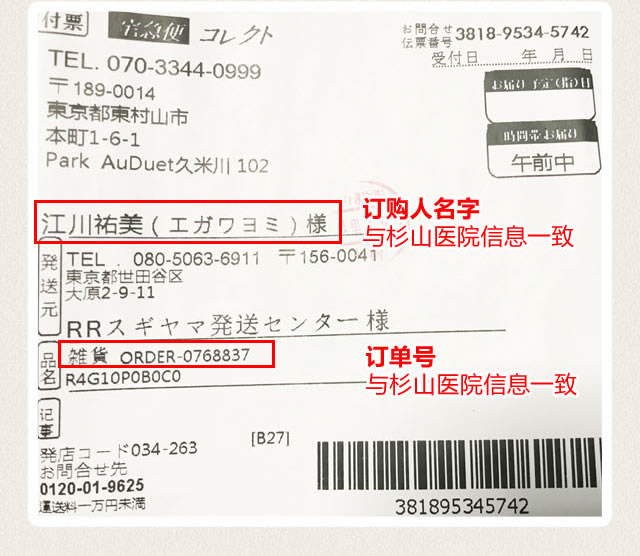 付票 宅急便 コレクト
お問合せ 伝票番号 3818-9534-5742
受付日 年 月 日
TEL. 070-3344-0999
〒189-0014
東京都東村山市
本町1-6-1
Park AuDuet久米川 102
お届け予定(指)日
時間帯お届け
午前中
江川祐美（エガワヨミ）様
订购人名字
与杉山医院信息一致
発送元
TEL . 080-5063-6911 〒156-0041
東京都世田谷区
大原2-9-11
RRスギヤマ発送センター様
品名
雑貨 ORDER-0768837
R4G10P0B0C0
订单号
与杉山医院信息一致
记事
発店コード034-263
[B27]
お問合せ先
0120-01-9625
運送料一万円未満
381895345742